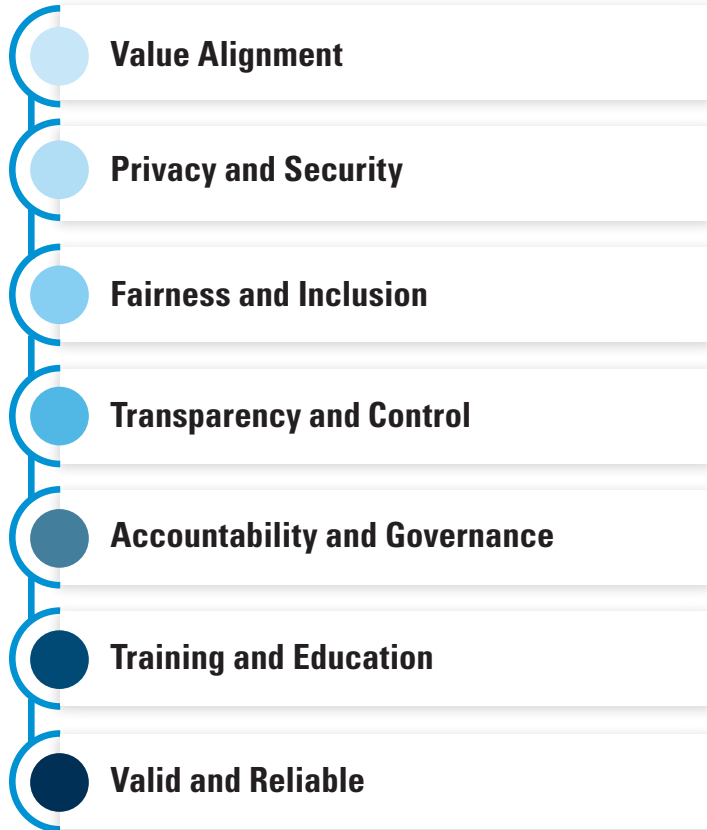 Value Alignment
Privacy and Security
Fairness and Inclusion
Transparency and Control
Accountability and Governance
Training and Education
Valid and Reliable